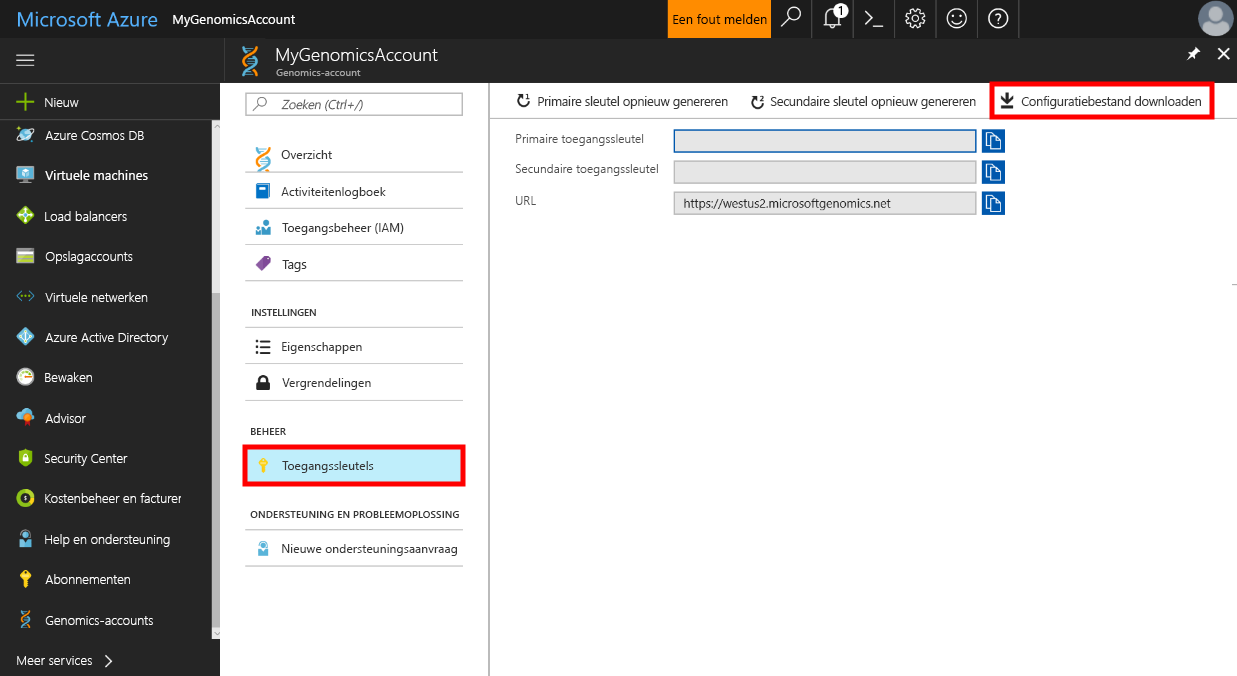 Microsoft Azure MyGenomicsAccount
Een fout melden
1
MyGenomicsAccount
Genomics-account
Nieuw
Azure Cosmos DB
Virtuele machines
Load balancers
Opslagaccounts
Virtuele netwerken
Azure Active Directory
Bewaken
Advisor
Security Center
Kostenbeheer en facturer
Help en ondersteuning
Abonnementen
Genomics-accounts
Meer services
Zoeken (Ctrl+/)
Overzicht
Activiteitenlogboek
Toegangsbeheer (IAM)
Tags
INSTELLINGEN
Eigenschappen
Vergrendelingen
BEHEER
Toegangssleutels
ONDERSTEUNING EN PROBLEEMOPLOSSING
Nieuwe ondersteuningsaanvraag
Primaire sleutel opnieuw genereren
Secundaire sleutel opnieuw genereren
Configuratiebestand downloaden
Primaire toegangssleutel
Secundaire toegangssleutel
URL https://westus2.microsoftgenomics.net